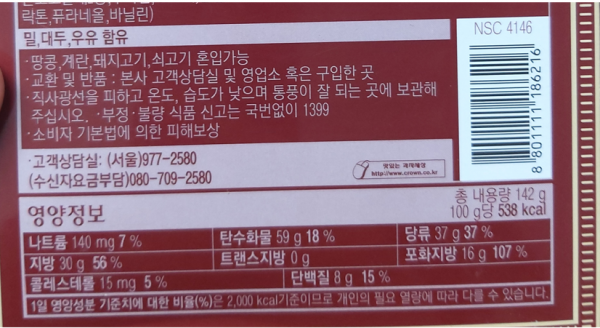 락톤,퓨라네올,바닐린)
밀,대두,우유 함유
·땅콩,계란,돼지고기,쇠고기 혼입가능
·교환 및 반품 : 본사 고객상담실 및 영업소 혹은 구입한 곳
·직사광선을 피하고 온도, 습도가 낮으며 통풍이 잘 되는 곳에 보관해
주십시오. ·부정·불량 식품 신고는 국번없이 1399
·소비자 기본법에 의한 피해보상
·고객상담실: (서울)977-2580
(수신자요금부담)080-709-2580
맛있는 과자예절
http://www.crown.co.kr
NSC 4146
8 801111 186216
영양정보
총 내용량 142 g
100 g당 538 kcal
나트륨 140 mg 7 % 탄수화물 59 g 18 % 당류 37 g 37 %
지방 30 g 56 % 트랜스지방 0 g 포화지방 16 g 107 %
콜레스테롤 15 mg 5 % 단백질 8 g 15 %
1일 영양성분 기준치에 대한 비율(%)은 2,000 kcal기준이므로 개인의 필요 열량에 따라 다를 수 있습니다.